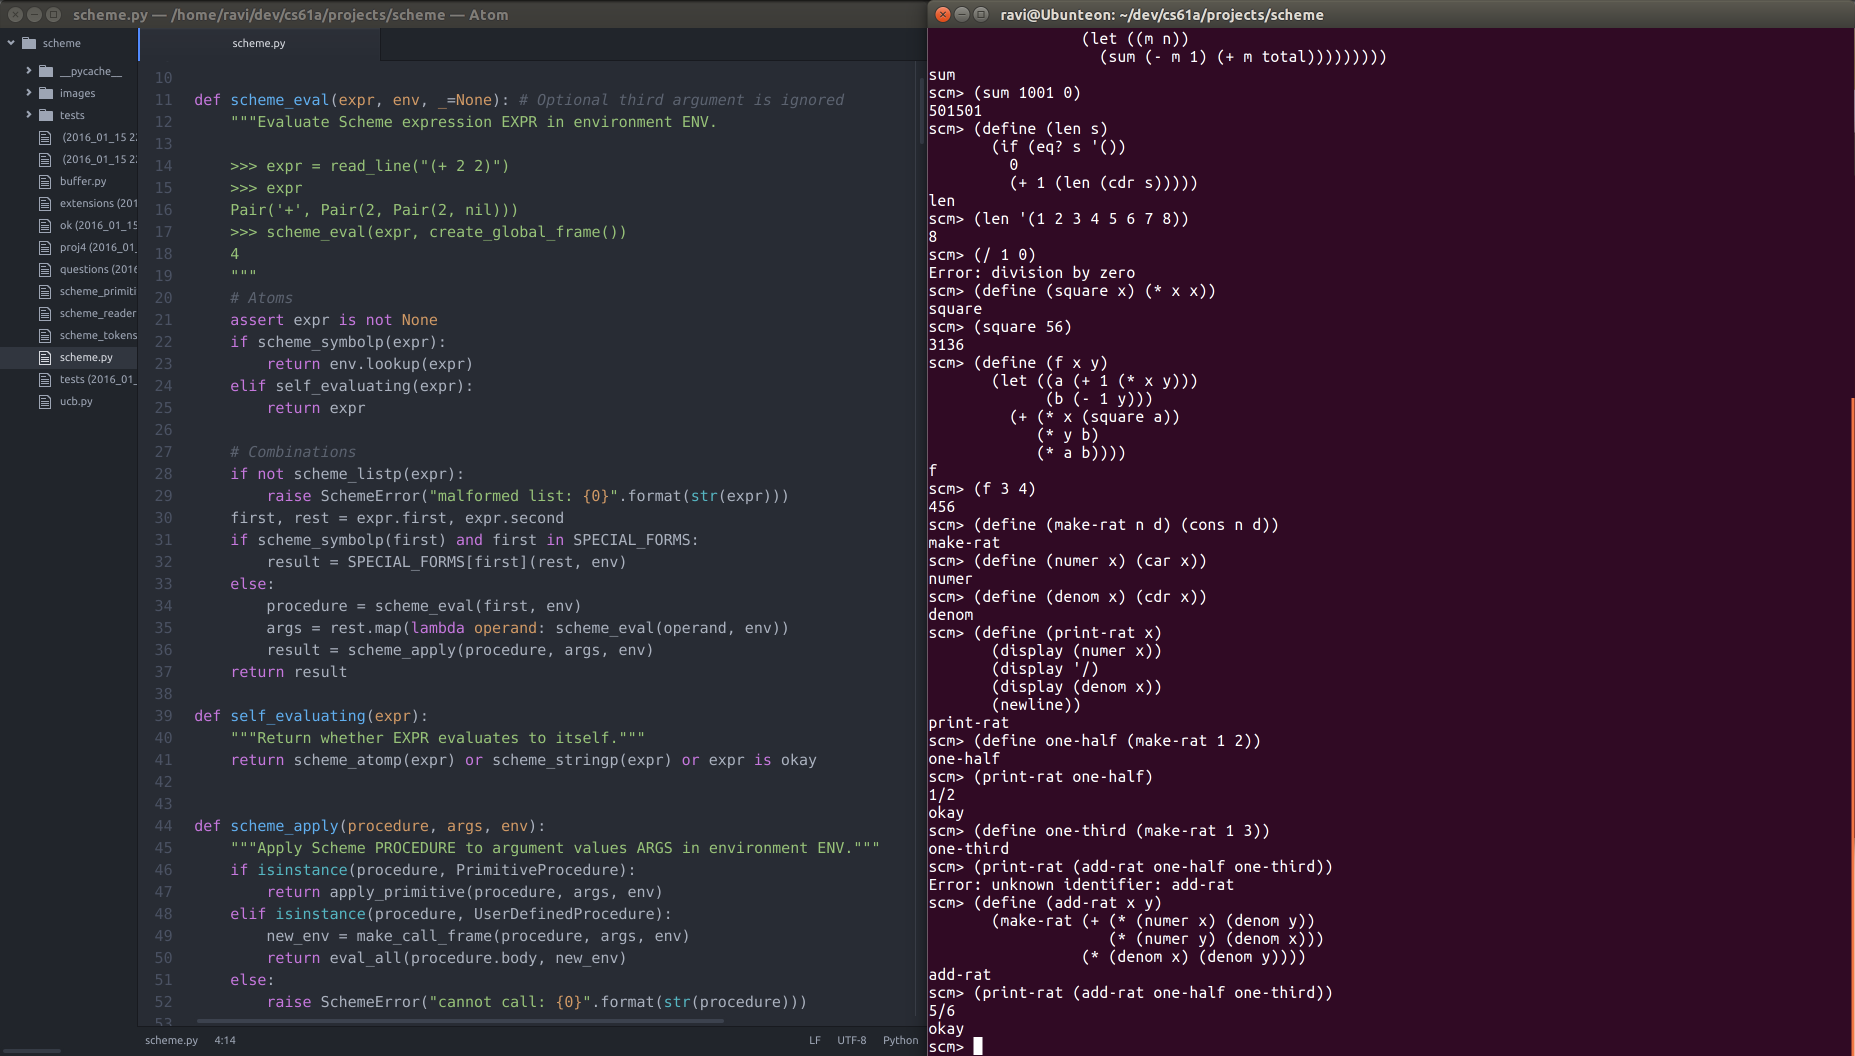 scheme.py — /home/ravi/dev/cs61a/projects/scheme — Atom
scheme
__pycache__
images
tests
(2016_01_15 22
(2016_01_15 22
buffer.py
extensions (201
ok (2016_01_15
proj4 (2016_01_
questions (2016
scheme_primiti
scheme_reader
scheme_tokens
scheme.py
tests (2016_01_
ucb.py
scheme.py
10
11 def scheme_eval(expr, env, _=None): # Optional third argument is ignored
12 """Evaluate Scheme expression EXPR in environment ENV.
13
14 >>> expr = read_line("(+ 2 2)")
15 >>> expr
16 Pair('+', Pair(2, Pair(2, nil)))
17 >>> scheme_eval(expr, create_global_frame())
18 4
19 """
20 # Atoms
21 assert expr is not None
22 if scheme_symbolp(expr):
23 return env.lookup(expr)
24 elif self_evaluating(expr):
25 return expr
26
27 # Combinations
28 if not scheme_listp(expr):
29 raise SchemeError("malformed list: {0}".format(str(expr)))
30 first, rest = expr.first, expr.second
31 if scheme_symbolp(first) and first in SPECIAL_FORMS:
32 result = SPECIAL_FORMS[first](rest, env)
33 else:
34 procedure = scheme_eval(first, env)
35 args = rest.map(lambda operand: scheme_eval(operand, env))
36 result = scheme_apply(procedure, args, env)
37 return result
38
39 def self_evaluating(expr):
40 """Return whether EXPR evaluates to itself."""
41 return scheme_atomp(expr) or scheme_stringp(expr) or expr is okay
42
43
44 def scheme_apply(procedure, args, env):
45 """Apply Scheme PROCEDURE to argument values ARGS in environment ENV."""
46 if isinstance(procedure, PrimitiveProcedure):
47 return apply_primitive(procedure, args, env)
48 elif isinstance(procedure, UserDefinedProcedure):
49 new_env = make_call_frame(procedure, args, env)
50 return eval_all(procedure.body, new_env)
51 else:
52 raise SchemeError("cannot call: {0}".format(str(procedure)))
53
scheme.py 4:14 LF UTF-8 Python
ravi@Ubunteon: ~/dev/cs61a/projects/scheme
(let ((m n))
(sum (- m 1) (+ m total)))))))))
sum
scm> (sum 1001 0)
501501
scm> (define (len s)
(if (eq? s '())
0
(+ 1 (len (cdr s)))))
len
scm> (len '(1 2 3 4 5 6 7 8))
8
scm> (/ 1 0)
Error: division by zero
scm> (define (square x) (* x x))
square
scm> (square 56)
3136
scm> (define (f x y)
(let ((a (+ 1 (* x y)))
(b (- 1 y)))
(+ (* x (square a))
(* y b)
(* a b))))
f
scm> (f 3 4)
456
scm> (define (make-rat n d) (cons n d))
make-rat
scm> (define (numer x) (car x))
numer
scm> (define (denom x) (cdr x))
denom
scm> (define (print-rat x)
(display (numer x))
(display '/)
(display (denom x))
(newline))
print-rat
scm> (define one-half (make-rat 1 2))
one-half
scm> (print-rat one-half)
1/2
okay
scm> (define one-third (make-rat 1 3))
one-third
scm> (print-rat (add-rat one-half one-third))
Error: unknown identifier: add-rat
scm> (define (add-rat x y)
(make-rat (+ (* (numer x) (denom y))
(* (numer y) (denom x)))
(* (denom x) (denom y))))
add-rat
scm> (print-rat (add-rat one-half one-third))
5/6
okay
scm>